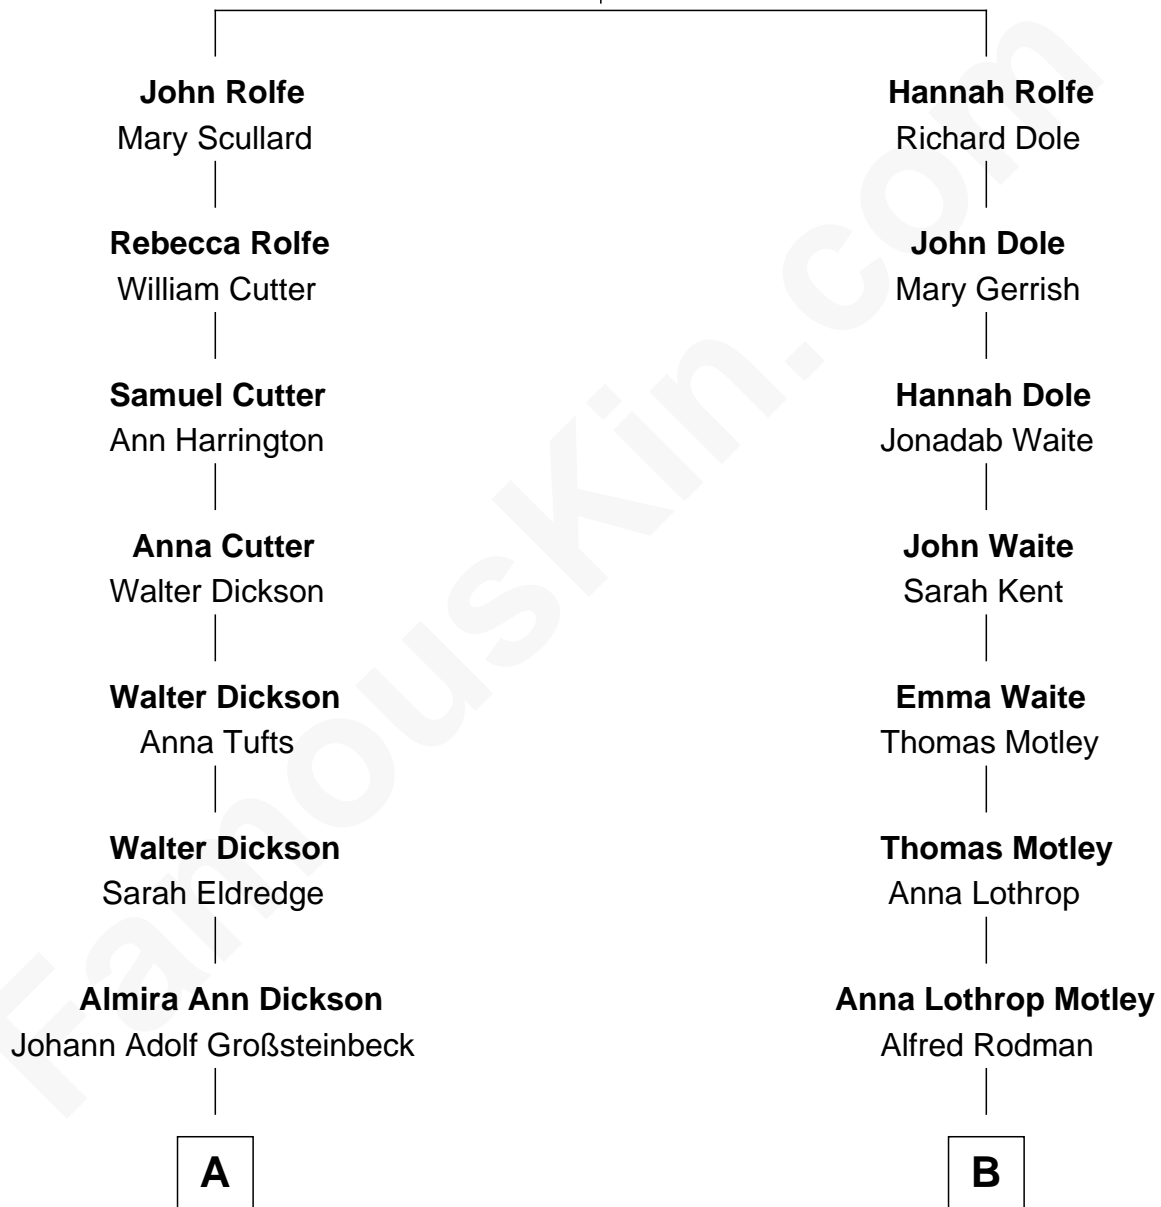 John Rolfe
Mary Scullard
Rebecca Rolfe
William Cutter
Samuel Cutter
Ann Harrington
Anna Cutter
Walter Dickson
Walter Dickson
Anna Tufts
Walter Dickson
Sarah Eldredge
Almira Ann Dickson
Johann Adolf Großsteinbeck
A
Hannah Rolfe
Richard Dole
John Dole
Mary Gerrish
Hannah Dole
Jonadab Waite
John Waite
Sarah Kent
Emma Waite
Thomas Motley
Thomas Motley
Anna Lothrop
Anna Lothrop Motley
Alfred Rodman
B
FamousKin.com